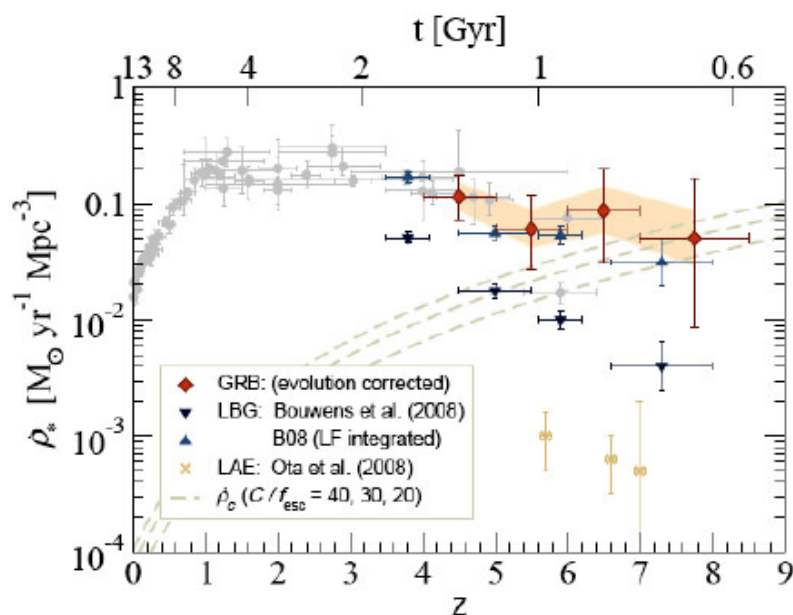 t [Gyr]
13 8 4 2 1 0.6
1
0.1
10⁻²
10⁻³
10⁻⁴
ρ̇* [M⊙ yr⁻¹ Mpc⁻³]
GRB: (evolution corrected)
LBG: Bouwens et al. (2008)
B08 (LF integrated)
LAE: Ota et al. (2008)
ρ̇c (C / fesc = 40, 30, 20)
0 1 2 3 4 5 6 7 8 9
z